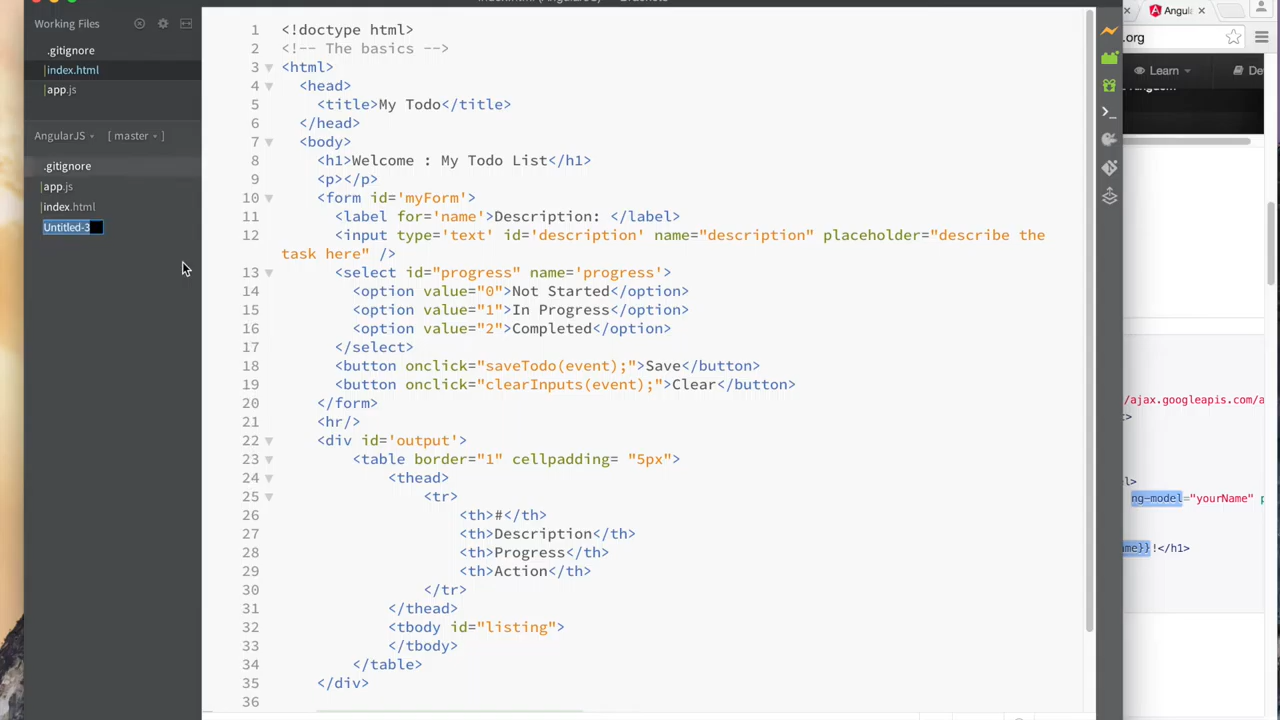 Working Files
.gitignore
index.html
app.js
AngularJS
[ master ]
.gitignore
app.js
index.html
Untitled-3
1 <!doctype html>
2 <!-- The basics -->
3 <html>
4 <head>
5 <title>My Todo</title>
6 </head>
7 <body>
8 <h1>Welcome : My Todo List</h1>
9 <p></p>
10 <form id='myForm'>
11 <label for='name'>Description: </label>
12 <input type='text' id='description' name="description" placeholder="describe the
task here" />
13 <select id="progress" name='progress'>
14 <option value="0">Not Started</option>
15 <option value="1">In Progress</option>
16 <option value="2">Completed</option>
17 </select>
18 <button onclick="saveTodo(event);">Save</button>
19 <button onclick="clearInputs(event);">Clear</button>
20 </form>
21 <hr/>
22 <div id='output'>
23 <table border="1" cellpadding= "5px">
24 <thead>
25 <tr>
26 <th>#</th>
27 <th>Description</th>
28 <th>Progress</th>
29 <th>Action</th>
30 </tr>
31 </thead>
32 <tbody id="listing">
33 </tbody>
34 </table>
35 </div>
36
Angula
.org
Learn
De
/ajax.googleapis.com/a
>
l>
ng-model="yourName" p
ame}}!</h1>